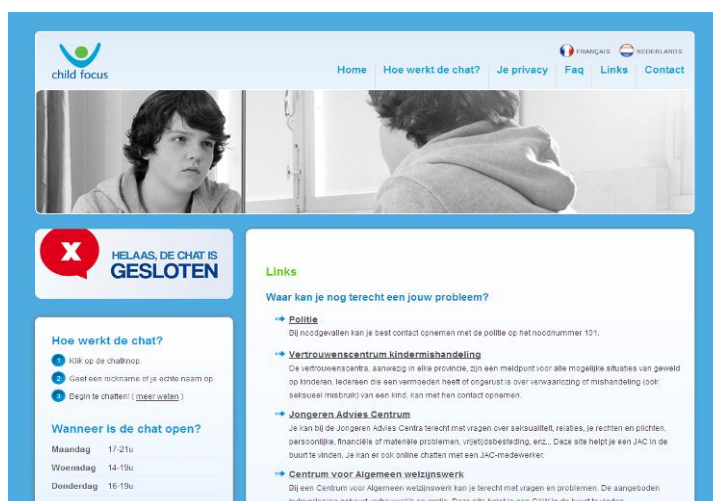 child focus
FRANÇAIS
NEDERLANDS
Home
Hoe werkt de chat?
Je privacy
Faq
Links
Contact
X
HELAAS, DE CHAT IS
GESLOTEN
Hoe werkt de chat?
1 Klik op de chatknop.
2 Geef een nickname of je echte naam op.
3 Begin te chatten! ( meer weten )
Wanneer is de chat open?
Maandag 17-21u
Woensdag 14-19u
Donderdag 16-19u
Links
Waar kan je nog terecht een jouw probleem?
Politie
Bij noodgevallen kan je best contact opnemen met de politie op het noodnummer 101.
Vertrouwenscentrum kindermishandeling
De vertrouwenscentra, aanwezig in elke provincie, zijn een meldpunt voor alle mogelijke situaties van geweld
op kinderen. Iedereen die een vermoeden heeft of ongerust is over verwaarlozing of mishandeling (ook
seksueel misbruik) van een kind, kan met hen contact opnemen.
Jongeren Advies Centrum
Je kan bij de Jongeren Advies Centra terecht met vragen over seksualiteit, relaties, je rechten en plichten,
persoonlijke, financiële of materiële problemen, vrijetijdsbesteding, enz... Deze site helpt je een JAC in de
buurt te vinden. Je kan er ook online chatten met een JAC-medewerker.
Centrum voor Algemeen welzijnswerk
Bij een Centrum voor Algemeen welzijnswerk kan je terecht met vragen en problemen. De aangeboden